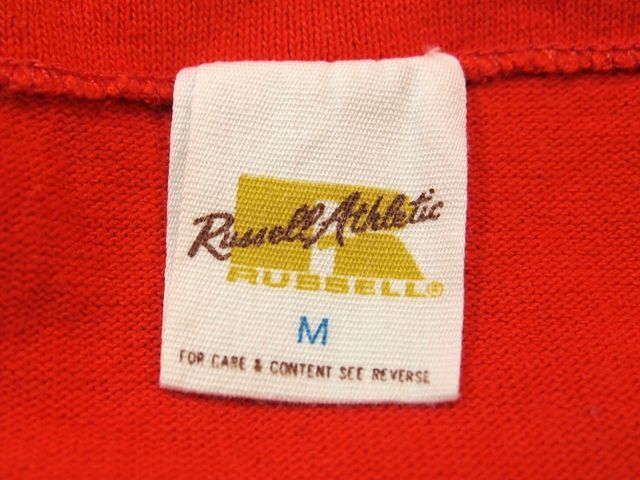 Russell Athletic
R
RUSSELL®
M
FOR CARE & CONTENT SEE REVERSE